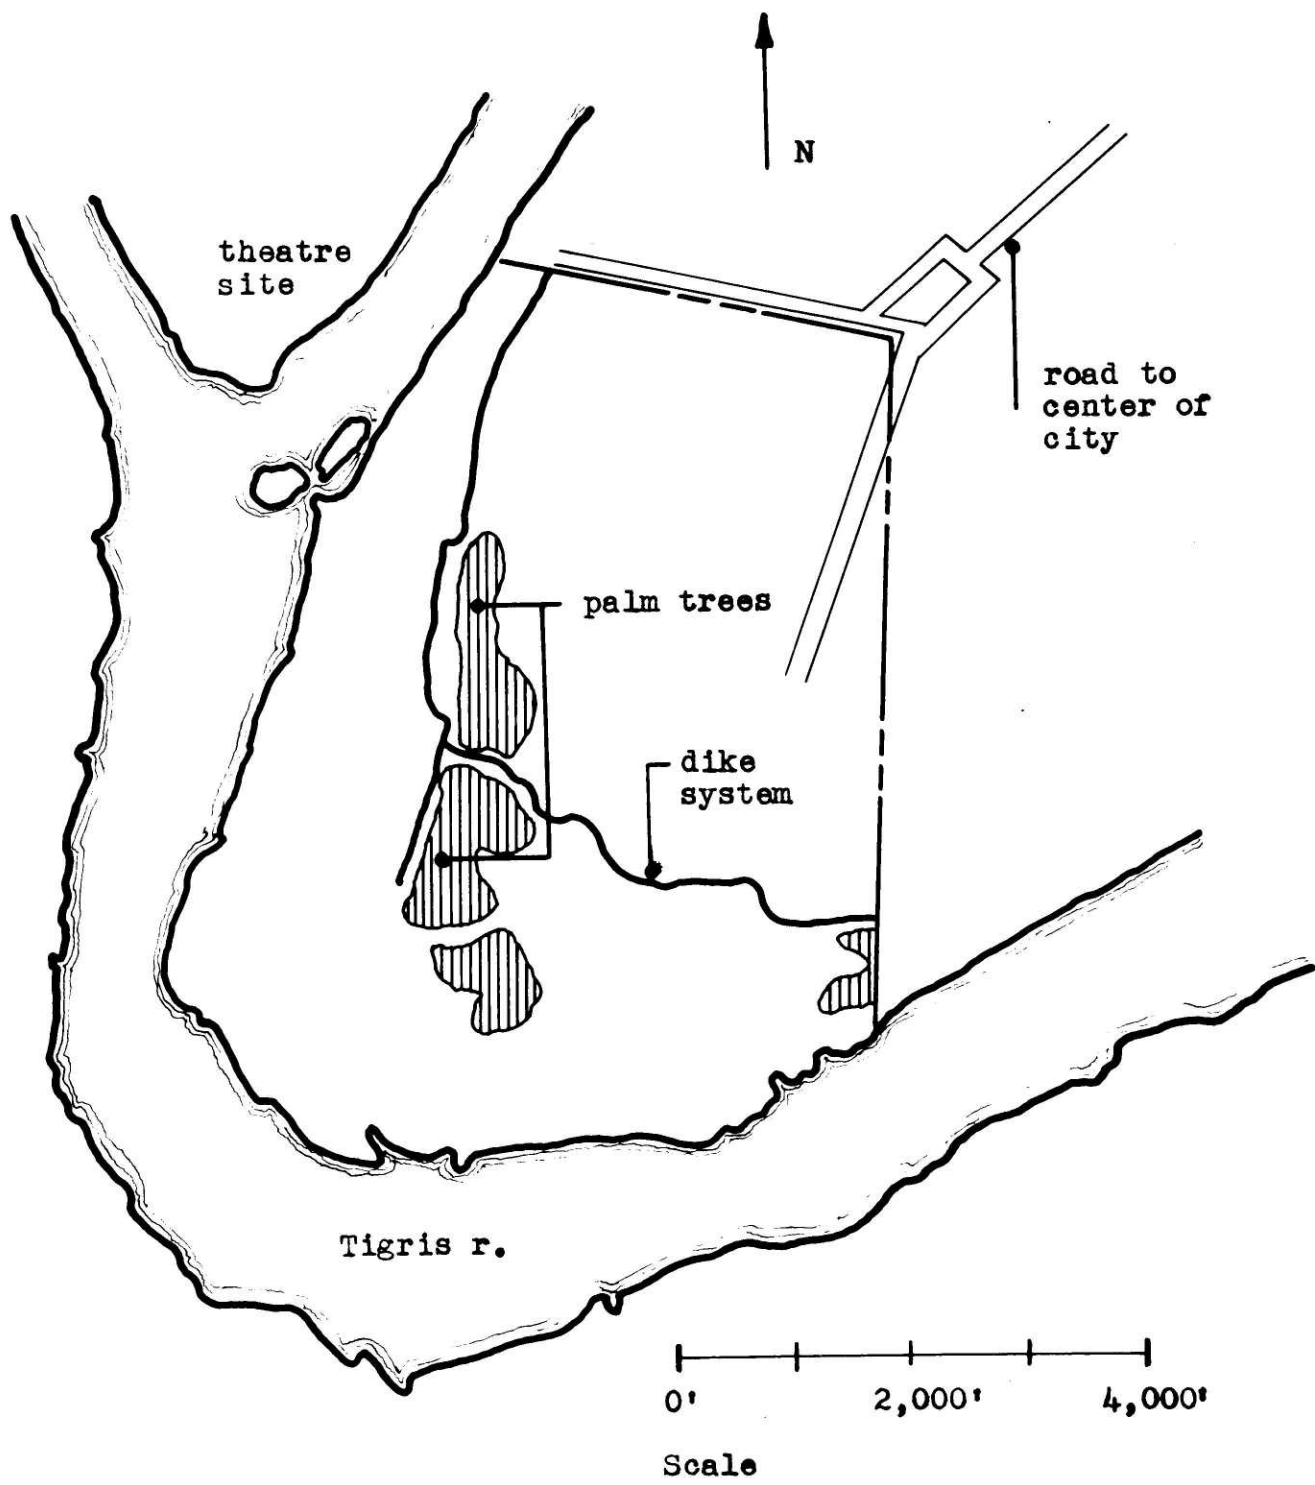 N
theatre
site
road to
center of
city
palm trees
dike
system
Tigris r.
0' 2,000' 4,000'
Scale